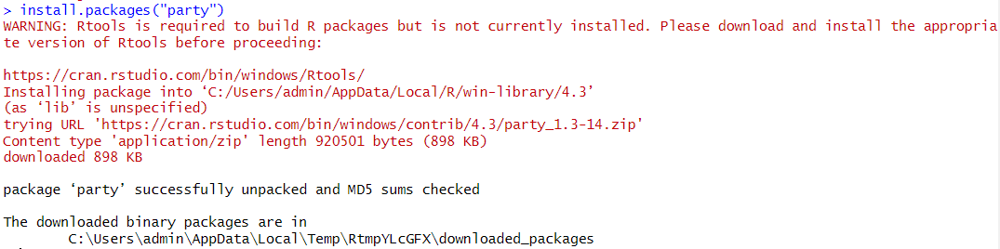 > install.packages("party")
WARNING: Rtools is required to build R packages but is not currently installed. Please download and install the appropria
te version of Rtools before proceeding:

https://cran.rstudio.com/bin/windows/Rtools/
Installing package into ‘C:/Users/admin/AppData/Local/R/win-library/4.3’
(as ‘lib’ is unspecified)
trying URL 'https://cran.rstudio.com/bin/windows/contrib/4.3/party_1.3-14.zip'
Content type 'application/zip' length 920501 bytes (898 KB)
downloaded 898 KB

package ‘party’ successfully unpacked and MD5 sums checked

The downloaded binary packages are in
        C:\Users\admin\AppData\Local\Temp\RtmpYLcGFX\downloaded_packages